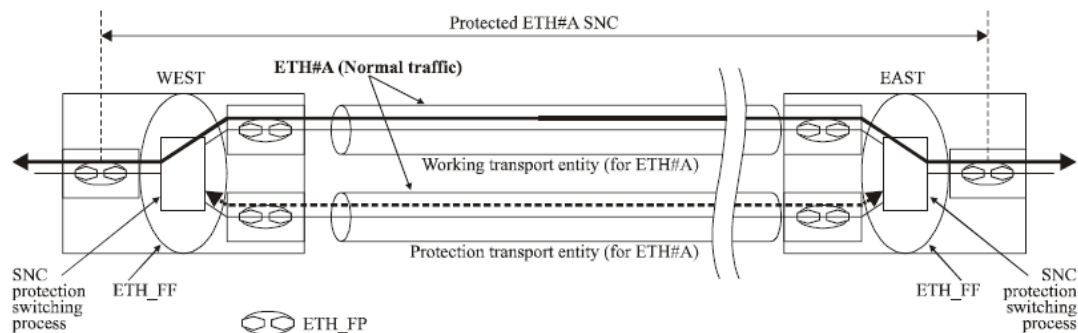 Protected ETH#A SNC
ETH#A (Normal traffic)
WEST
EAST
Working transport entity (for ETH#A)
Protection transport entity (for ETH#A)
SNC
protection
switching
process
ETH_FF
ETH_FF
SNC
protection
switching
process
ETH_FP